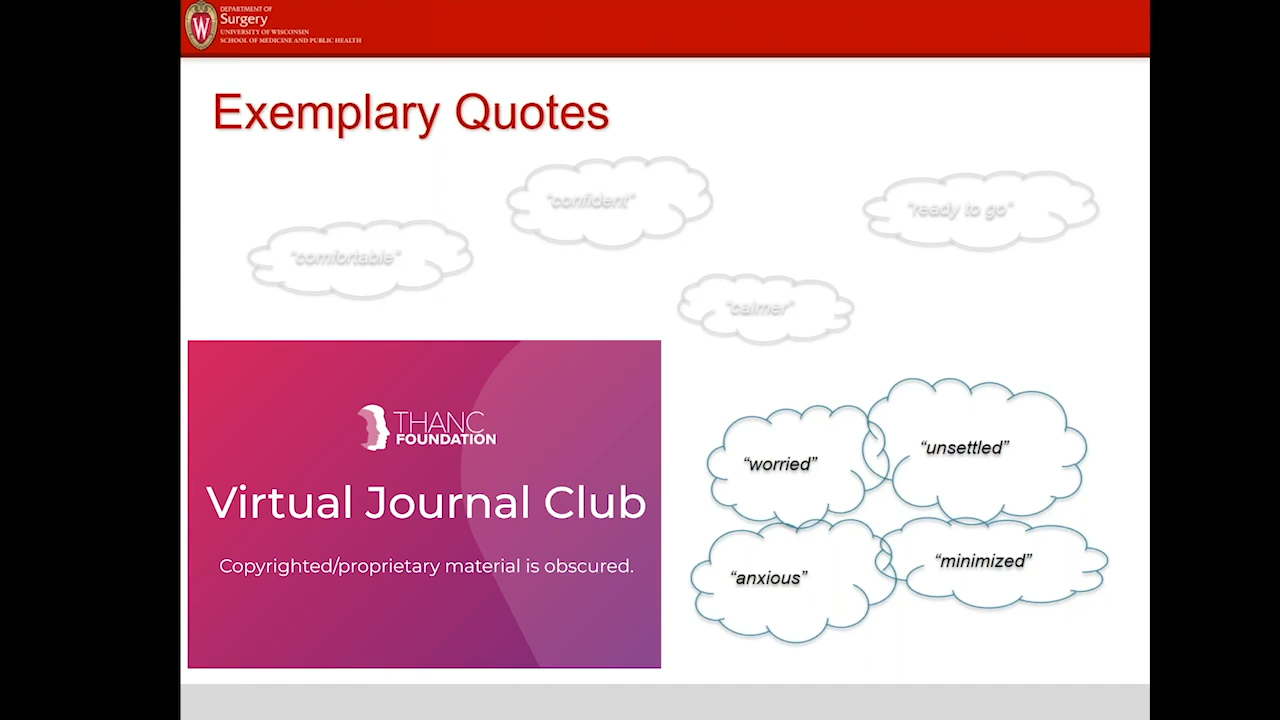 DEPARTMENT OF
Surgery
UNIVERSITY OF WISCONSIN
SCHOOL OF MEDICINE AND PUBLIC HEALTH
Exemplary Quotes
“confident”
“ready to go”
“comfortable”
“calmer”
THANC
FOUNDATION
Virtual Journal Club
Copyrighted/proprietary material is obscured.
“worried”
“unsettled”
“anxious”
“minimized”
W